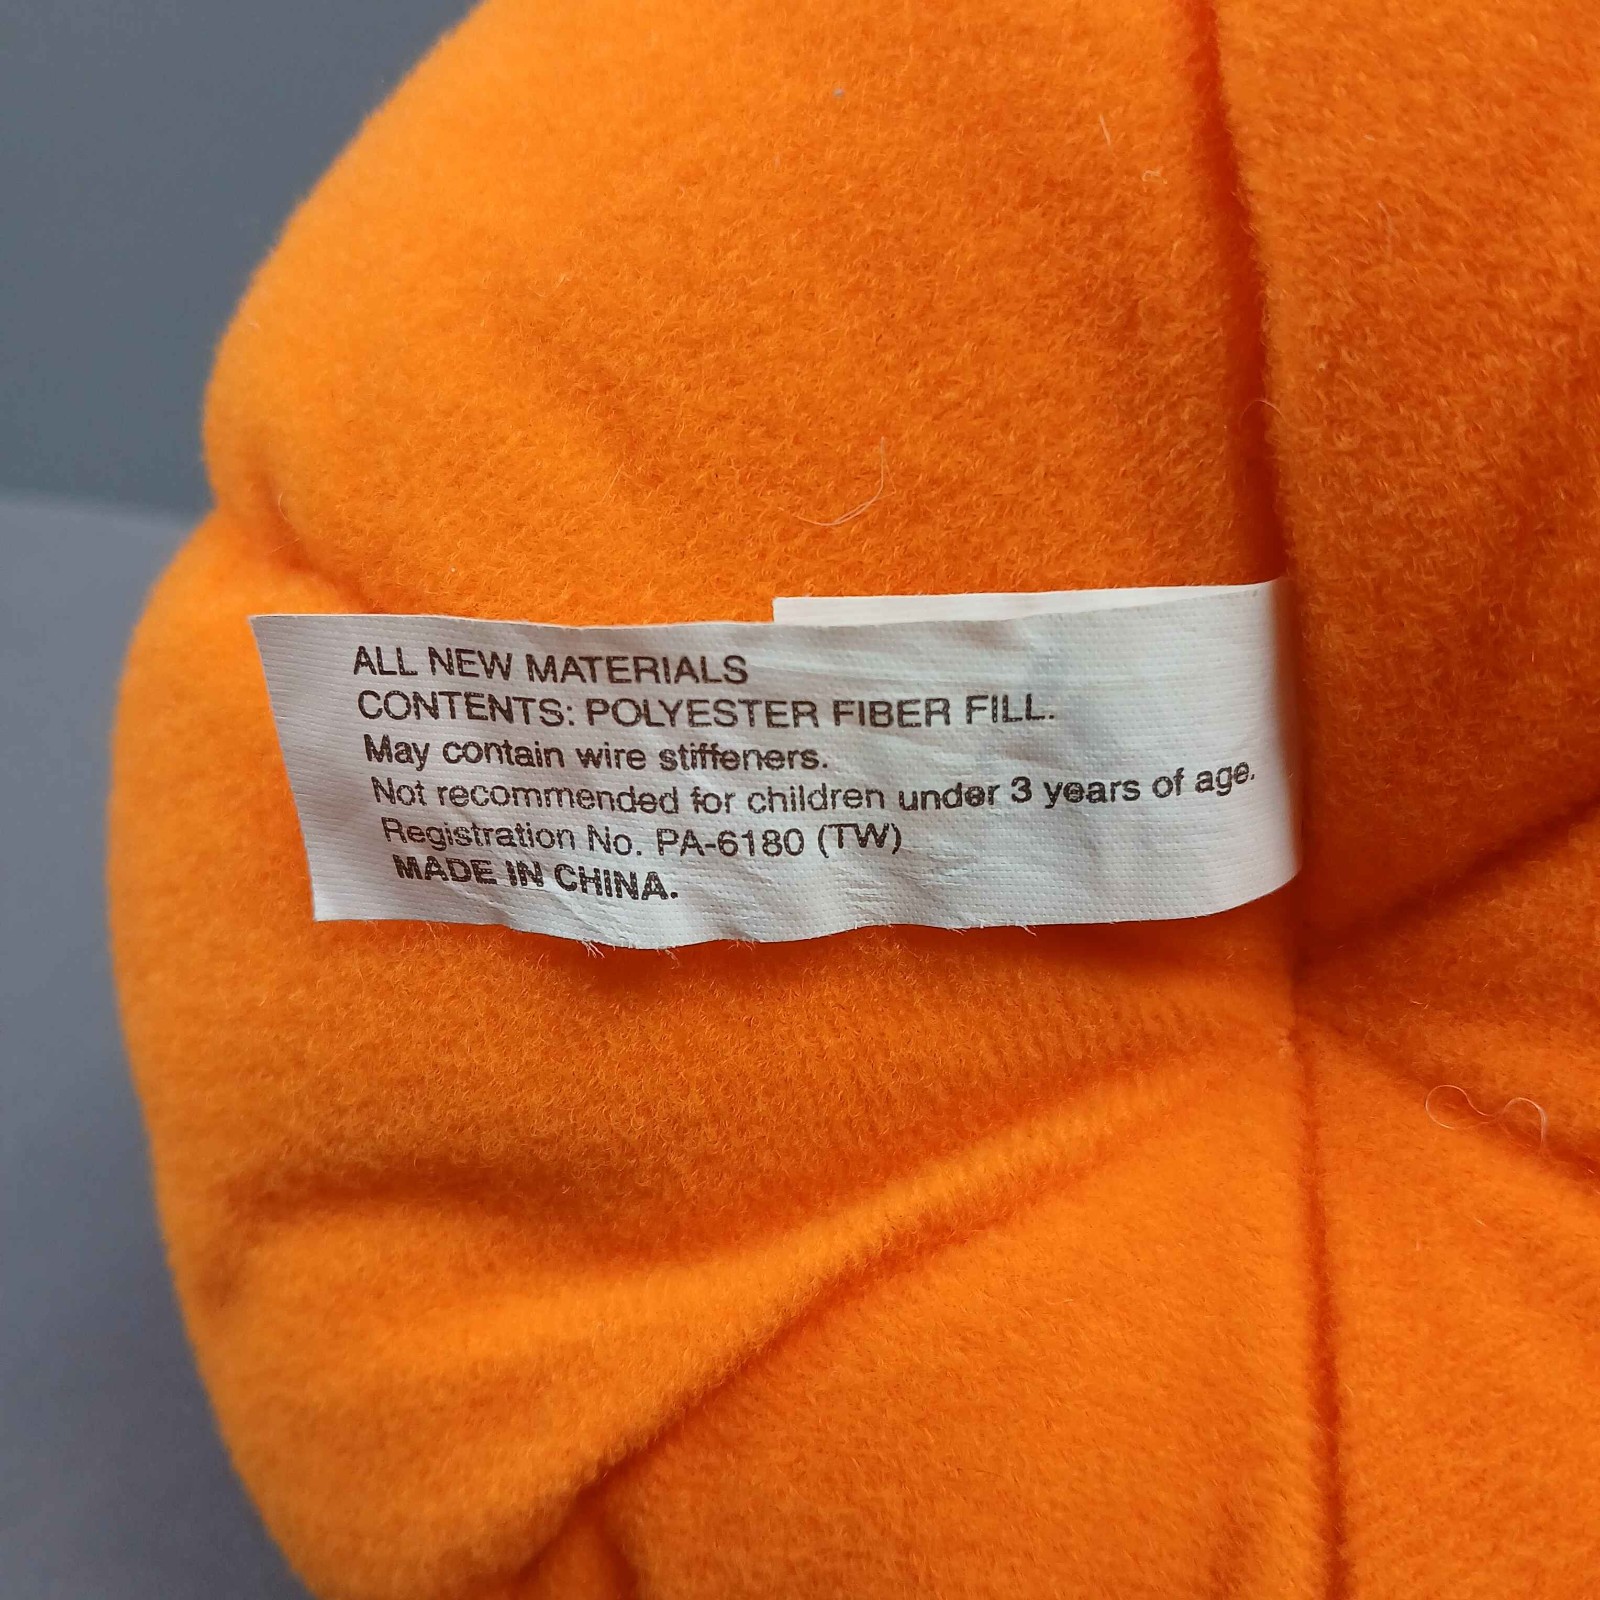 ALL NEW MATERIALS
CONTENTS: POLYESTER FIBER FILL.
May contain wire stiffeners.
Not recommended for children under 3 years of age.
Registration No. PA-6180 (TW)
MADE IN CHINA.